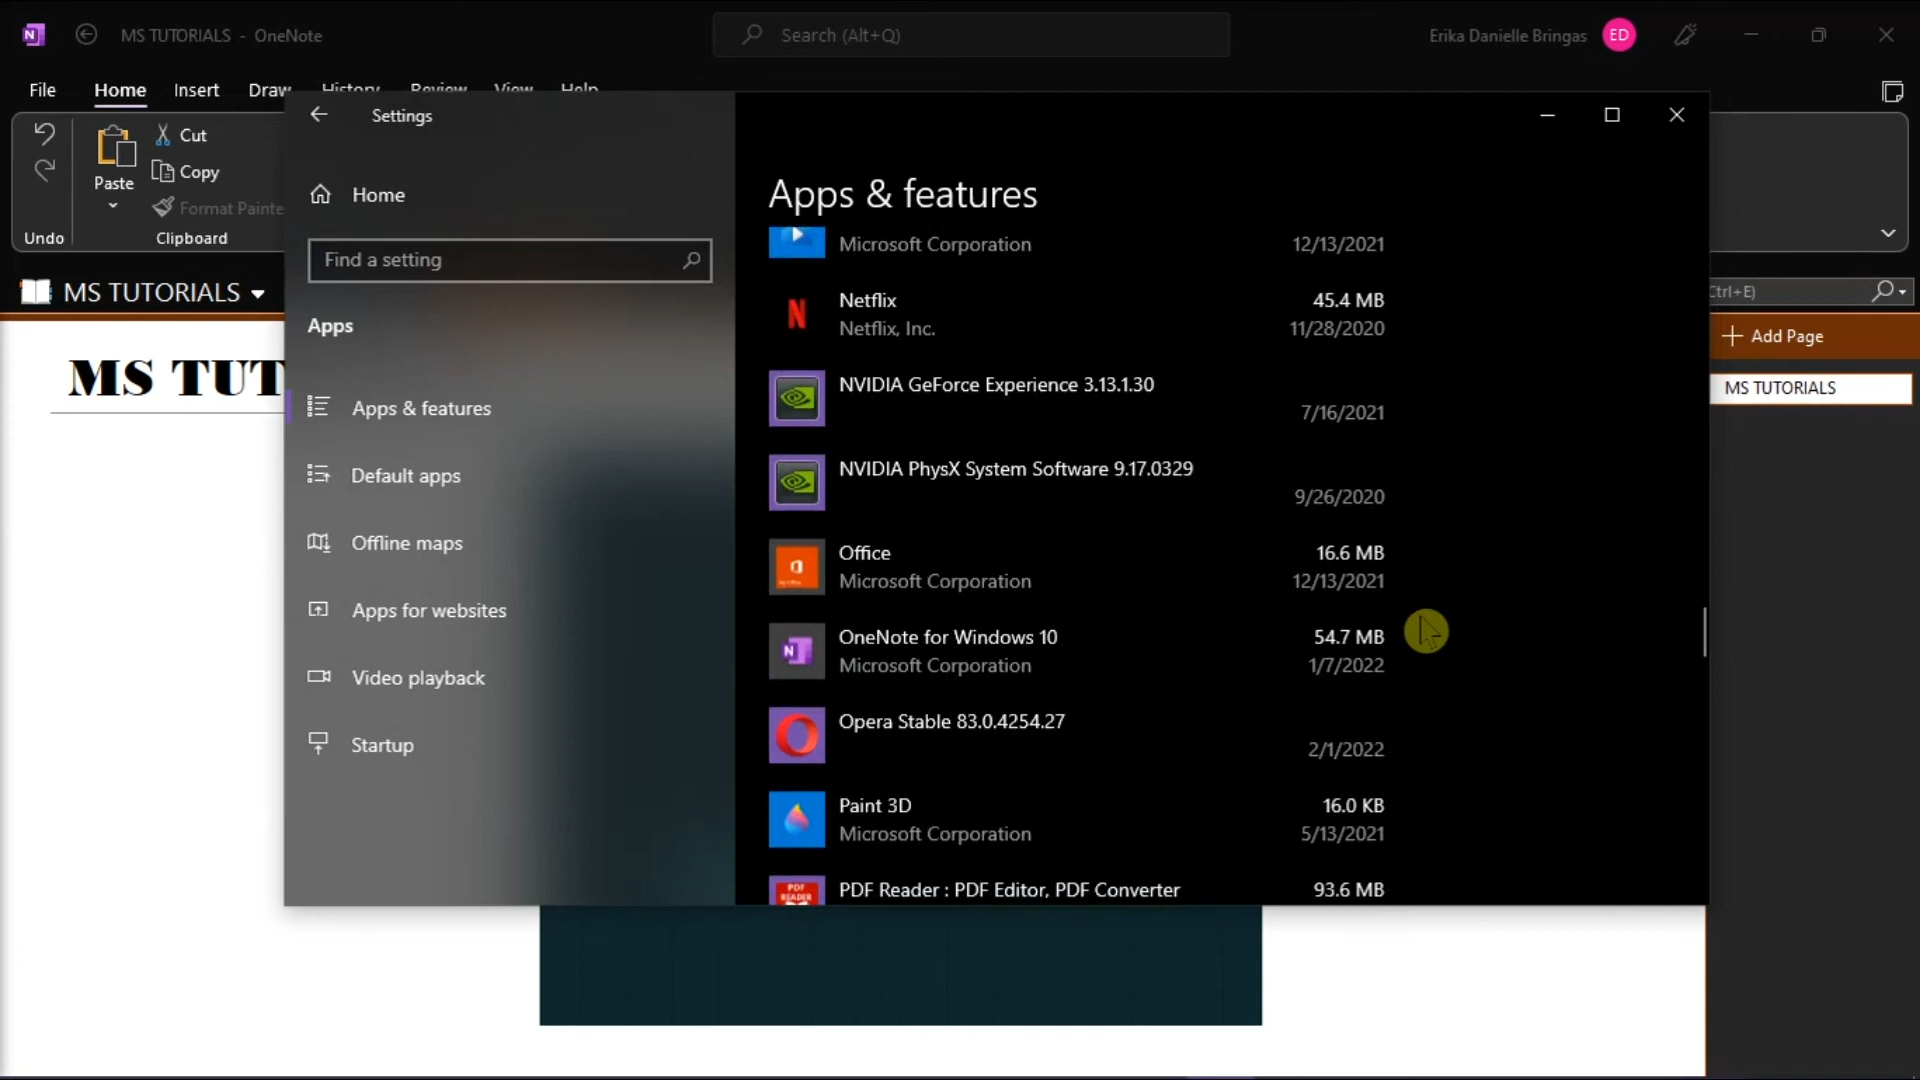 MS TUTORIALS - OneNote
Search (Alt+Q)
Erika Danielle Bringas
ED
File
Home
Insert
Draw
History
Review
View
Help
Cut
Copy
Paste
Format Painte
Undo
Clipboard
MS TUTORIALS
MS TUT
Settings
Home
Find a setting
Apps
Apps & features
Default apps
Offline maps
Apps for websites
Video playback
Startup
Apps & features
Microsoft Corporation 12/13/2021
Netflix 45.4 MB
Netflix, Inc. 11/28/2020
NVIDIA GeForce Experience 3.13.1.30
7/16/2021
NVIDIA PhysX System Software 9.17.0329
9/26/2020
Office 16.6 MB
Microsoft Corporation 12/13/2021
OneNote for Windows 10 54.7 MB
Microsoft Corporation 1/7/2022
Opera Stable 83.0.4254.27
2/1/2022
Paint 3D 16.0 KB
Microsoft Corporation 5/13/2021
PDF READER
PDF Reader : PDF Editor, PDF Converter 93.6 MB
Ctrl+E)
Add Page
MS TUTORIALS